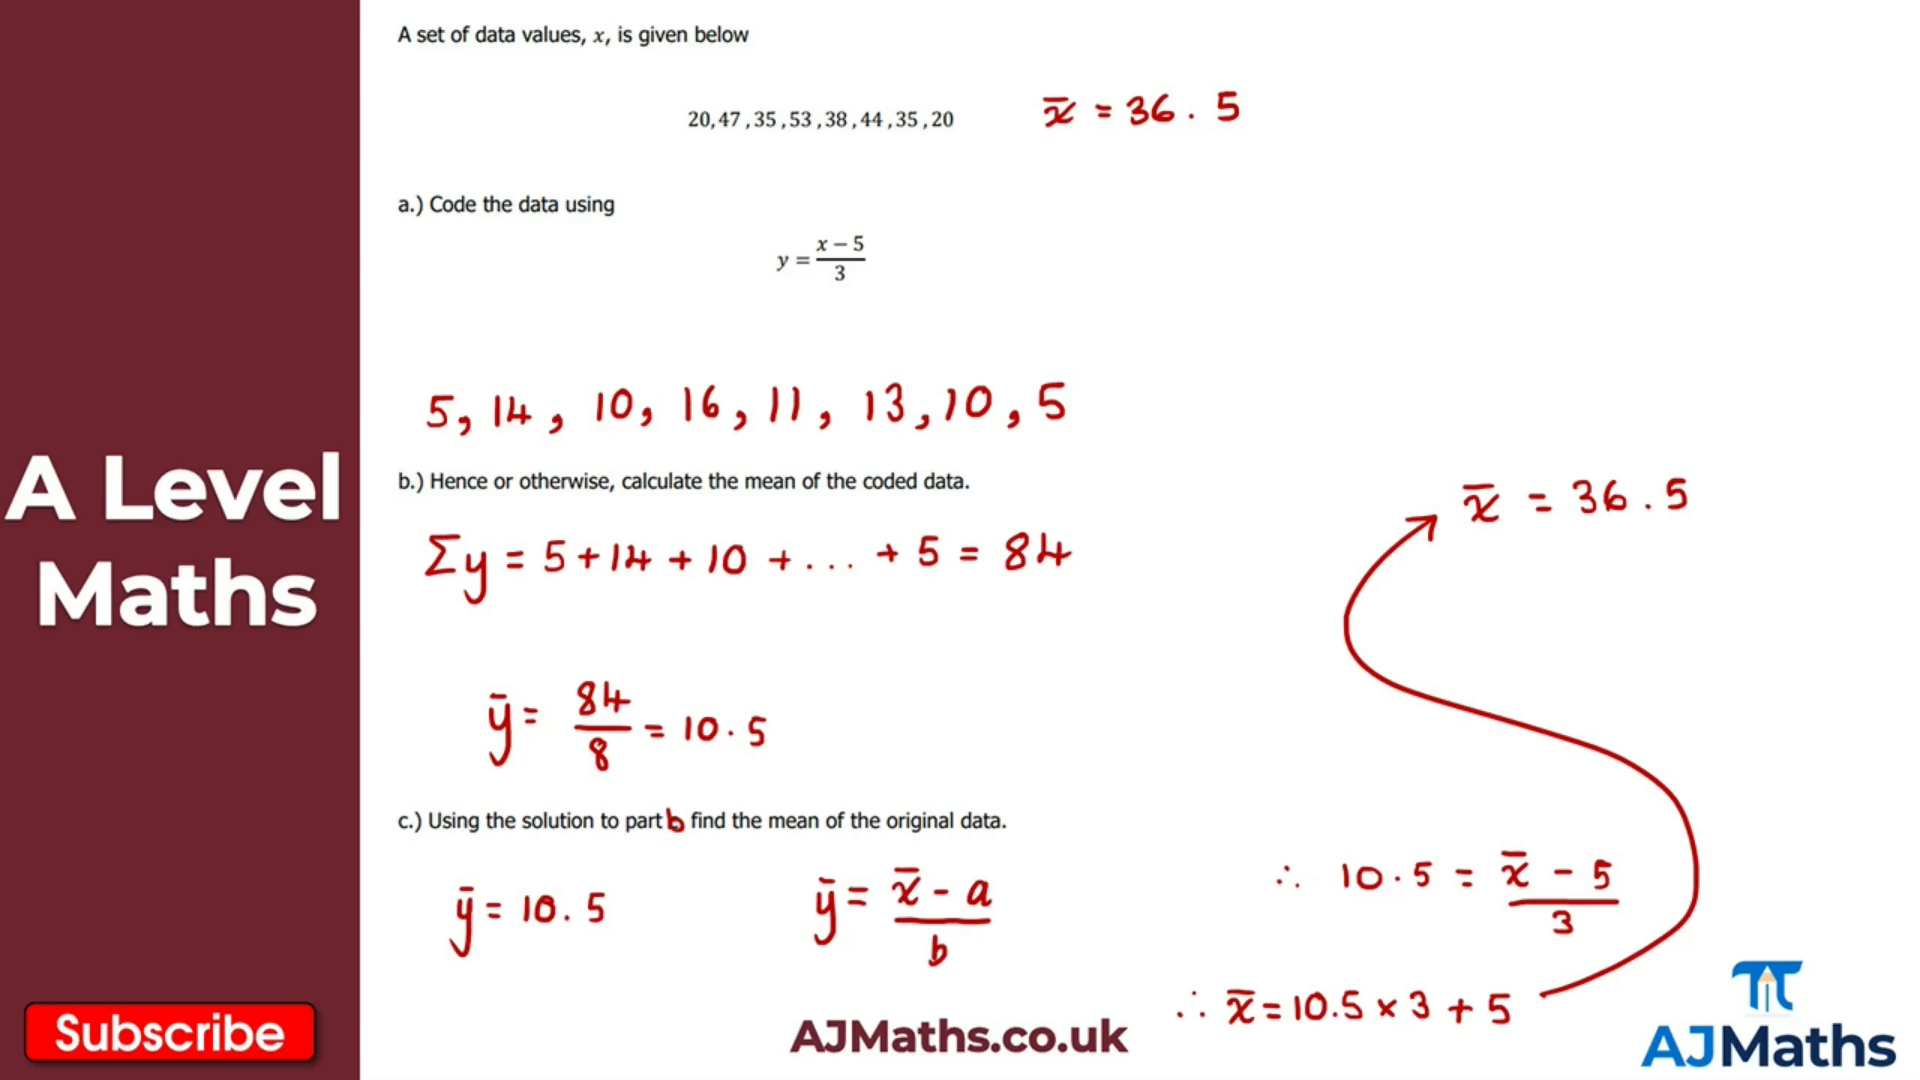 A set of data values, x, is given below
20, 47 , 35 , 53 , 38 , 44 , 35 , 20
x̄ = 36.5
a.) Code the data using
y = (x − 5)/3
5, 14, 10, 16, 11, 13, 10, 5
b.) Hence or otherwise, calculate the mean of the coded data.
Σy = 5 + 14 + 10 + ... + 5 = 84
ȳ = 84/8 = 10.5
c.) Using the solution to part b find the mean of the original data.
ȳ = 10.5
ȳ = (x̄ - a)/b
∴ 10.5 = (x̄ - 5)/3
∴ x̄ = 10.5 × 3 + 5
x̄ = 36.5
A Level
Maths
Subscribe
AJMaths.co.uk
AJMaths